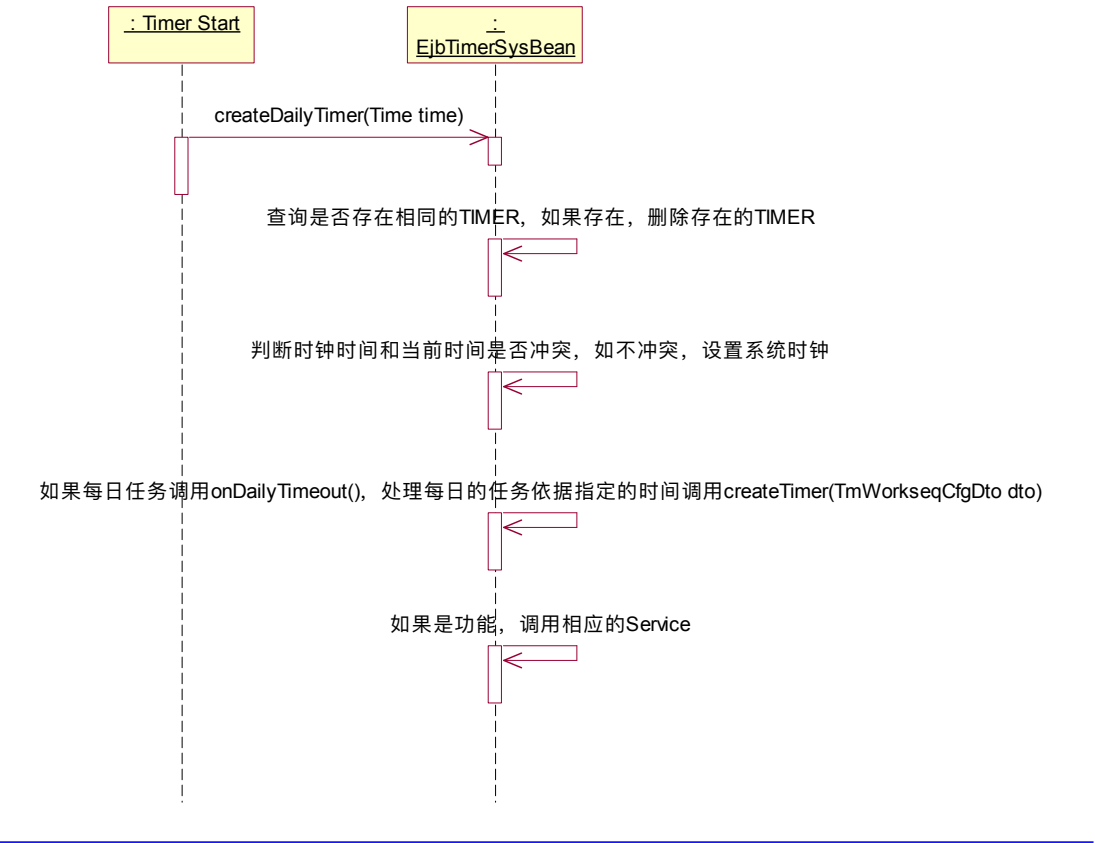 : Timer Start
:
EjbTimerSysBean
createDailyTimer(Time time)
查询是否存在相同的TIMER，如果存在，删除存在的TIMER
判断时钟时间和当前时间是否冲突，如不冲突，设置系统时钟
如果每日任务调用onDailyTimeout()，处理每日的任务依据指定的时间调用createTimer(TmWorkseqCfgDto dto)
如果是功能，调用相应的Service